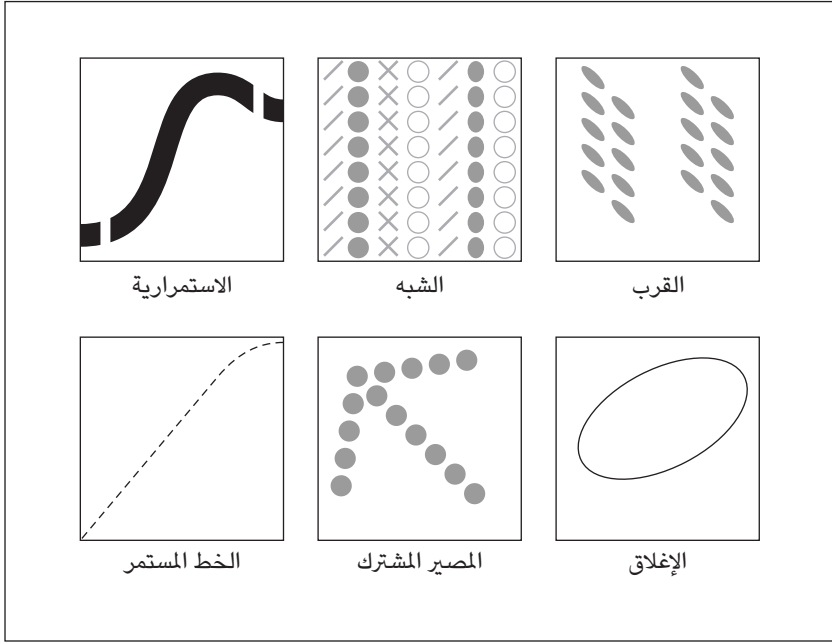 القرب
الشبه
الاستمرارية
الإغلاق
المصير المشترك
الخط المستمر